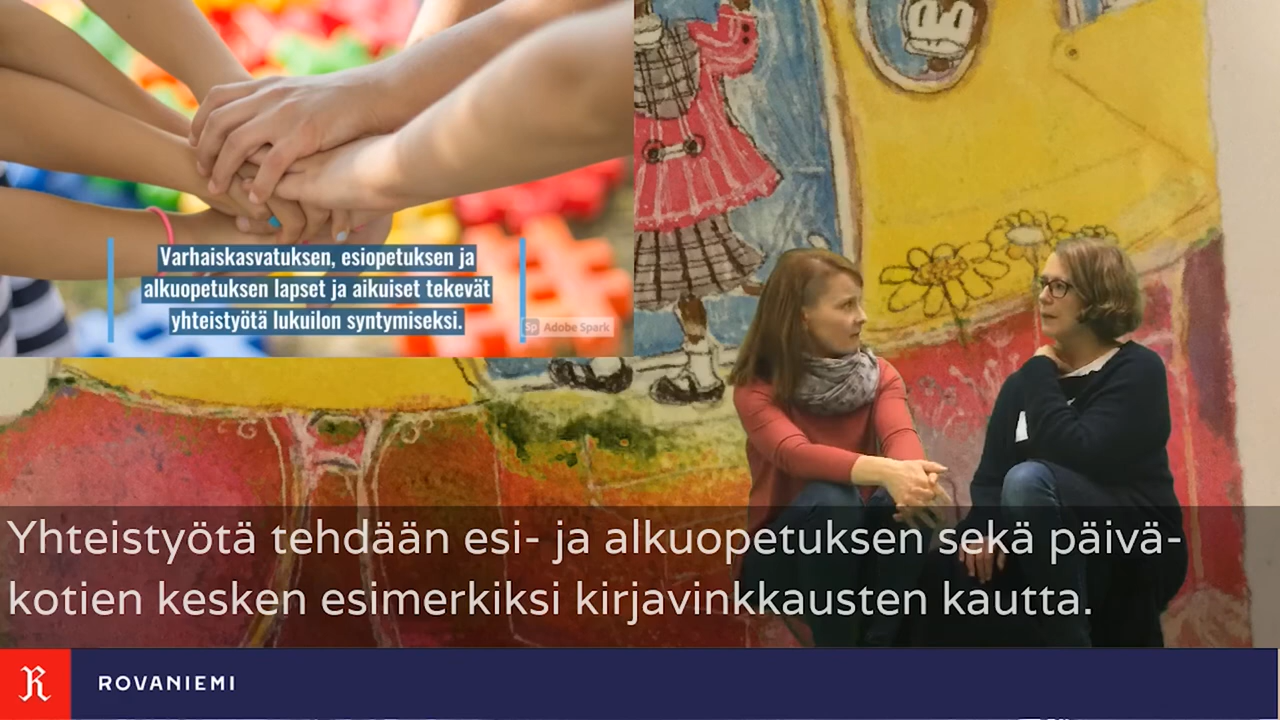 Varhaiskasvatuksen, esiopetuksen ja
alkuopetuksen lapset ja aikuiset tekevät
yhteistyötä lukuilon syntymiseksi.
Sp Adobe Spark
Yhteistyötä tehdään esi- ja alkuopetuksen sekä päivä-
kotien kesken esimerkiksi kirjavinkkausten kautta.
R ROVANIEMI